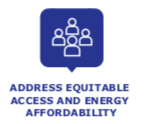 ADDRESS EQUITABLE
ACCESS AND ENERGY
AFFORDABILITY